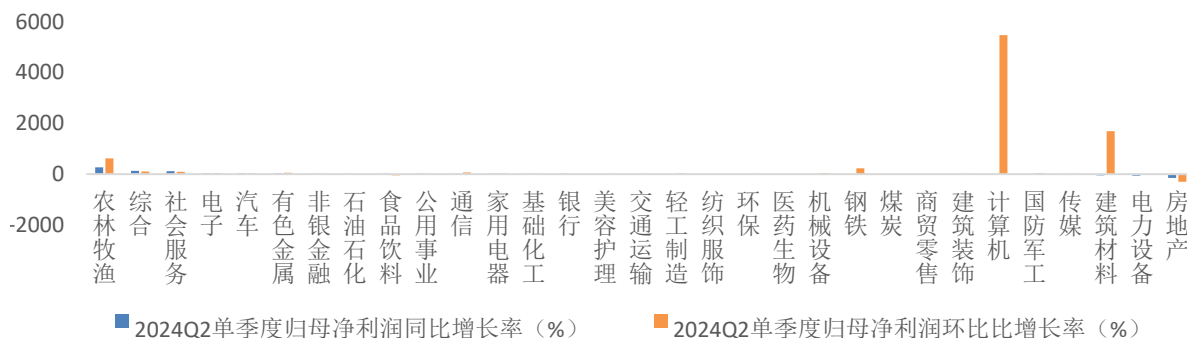 6000
4000
2000
0
-2000
农林牧渔
综合
社会服务
电子
汽车
有色金属
非银金融
石油石化
食品饮料
公用事业
通信
家用电器
基础化工
银行
美容护理
交通运输
轻工制造
纺织服饰
环保
医药生物
机械设备
钢铁
煤炭
商贸零售
建筑装饰
计算机
国防军工
传媒
建筑材料
电力设备
房地产
2024Q2单季度归母净利润同比增长率（%）
2024Q2单季度归母净利润环比比增长率（%）